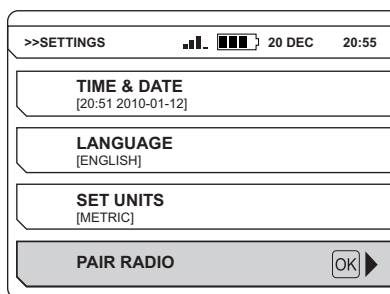 >>SETTINGS 20 DEC 20:55
TIME & DATE
[20:51 2010-01-12]
LANGUAGE
[ENGLISH]
SET UNITS
[METRIC]
PAIR RADIO OK